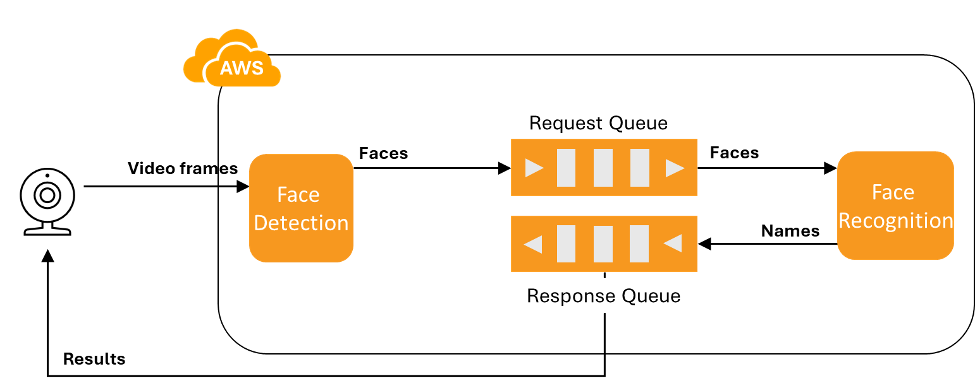 AWS
Request Queue
Video frames
Faces
Faces
Face
Detection
Face
Recognition
Names
Response Queue
Results